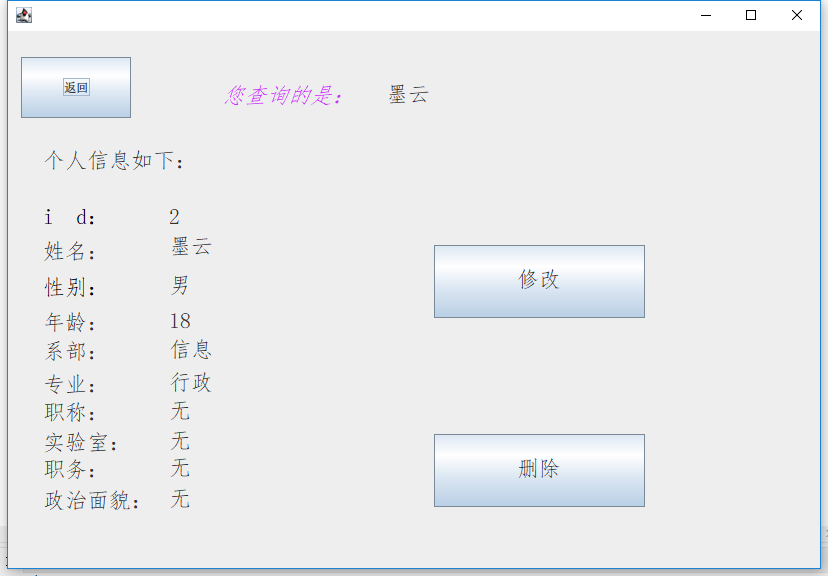 返回
您查询的是： 墨云
个人信息如下：
i d： 2
姓名： 墨云
性别： 男
年龄： 18
系部： 信息
专业： 行政
职称： 无
实验室： 无
职务： 无
政治面貌： 无
修改
删除